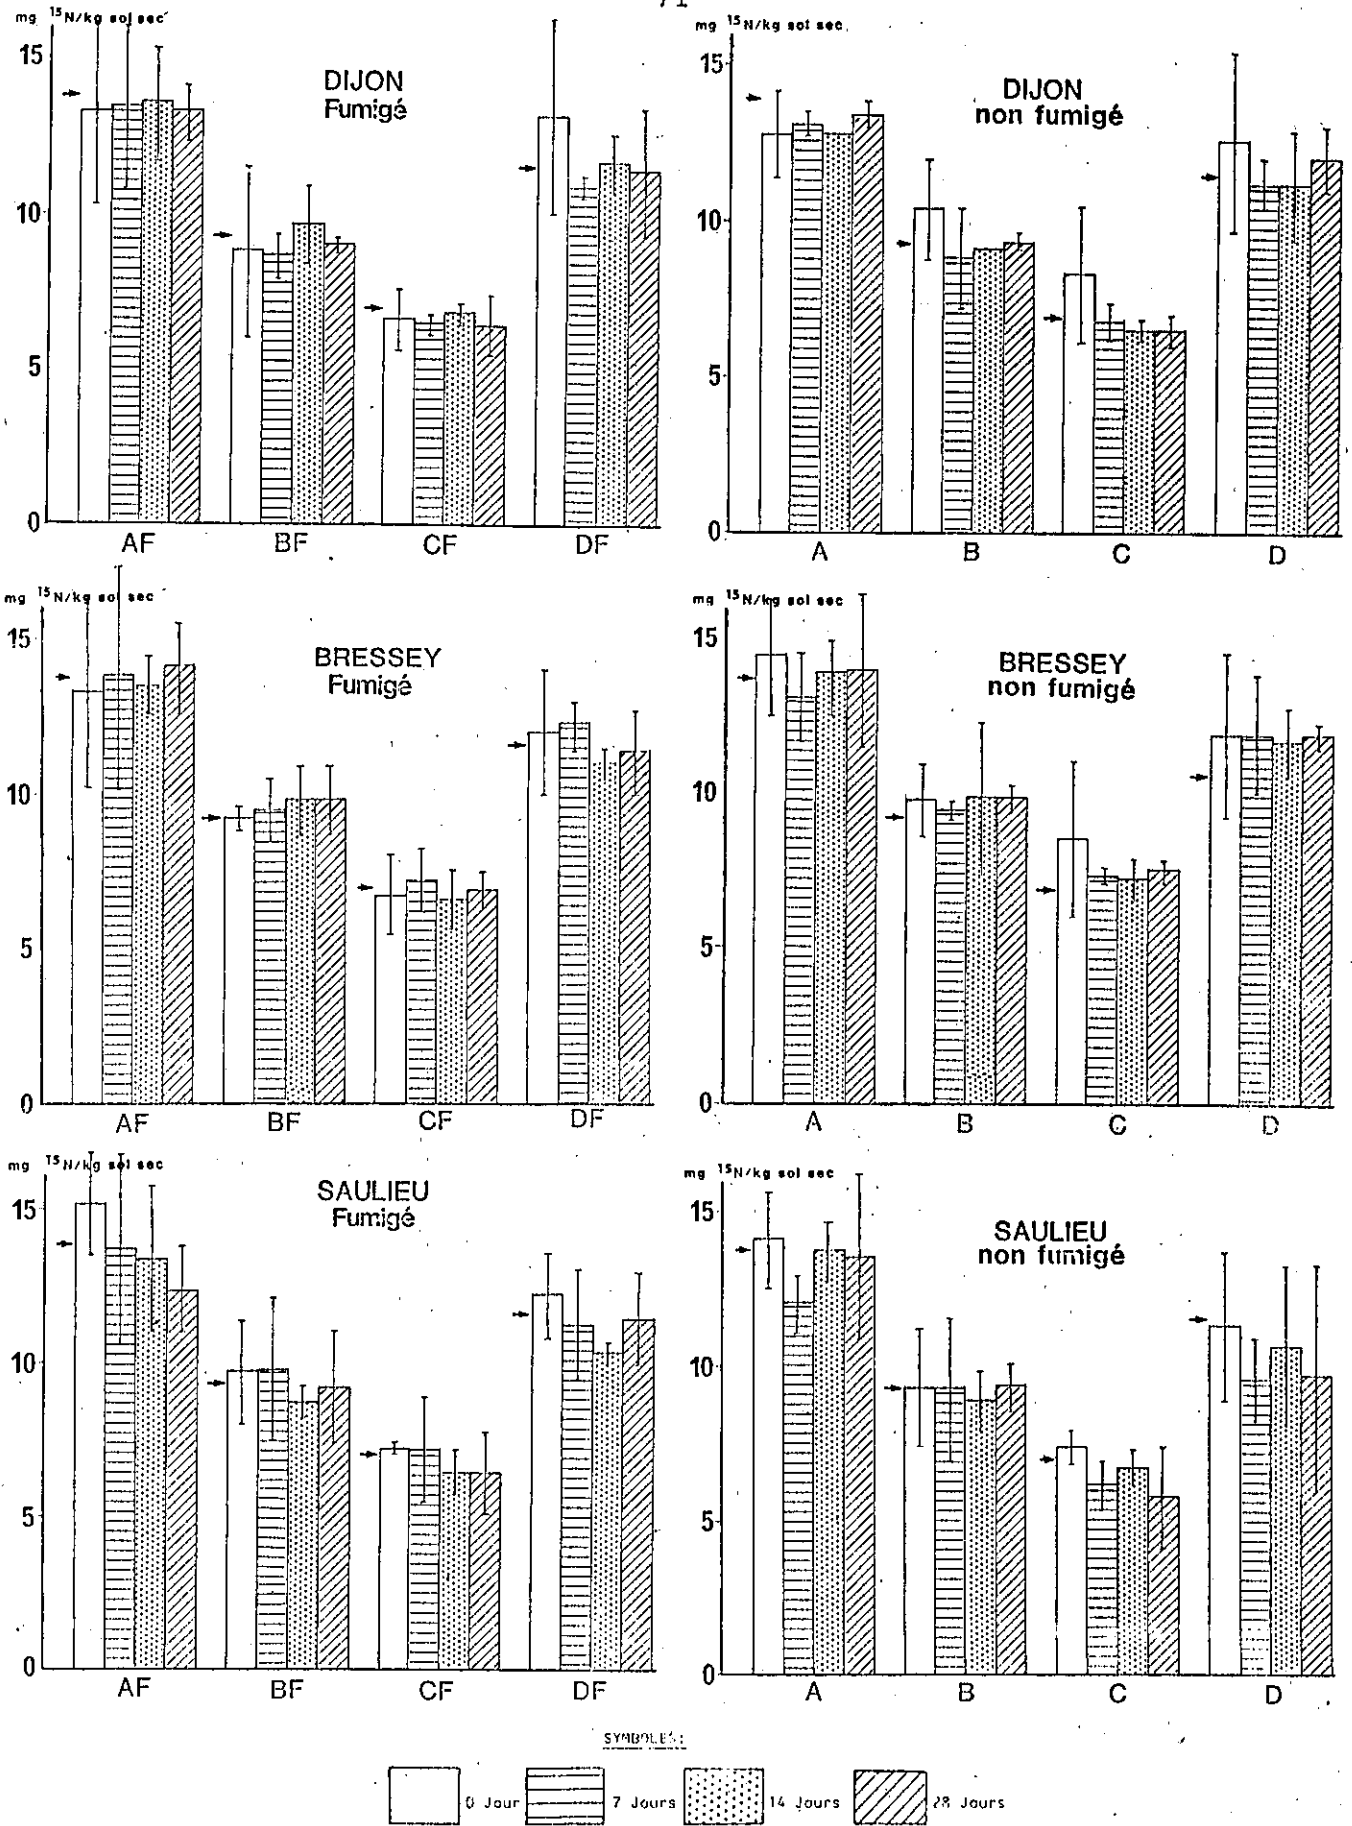 71
mg ¹⁵N/kg sol sec
DIJON
Fumigé
15
10
5
0
AF BF CF DF
mg ¹⁵N/kg sol sec
DIJON
non fumigé
15
10
5
0
A B C D
mg ¹⁵N/kg sol sec
BRESSEY
Fumigé
15
10
5
0
AF BF CF DF
mg ¹⁵N/kg sol sec
BRESSEY
non fumigé
15
10
5
0
A B C D
mg ¹⁵N/kg sol sec
SAULIEU
Fumigé
15
10
5
0
AF BF CF DF
mg ¹⁵N/kg sol sec
SAULIEU
non fumigé
15
10
5
0
A B C D
SYMBOLES:
0 Jour 7 Jours 14 Jours 28 Jours